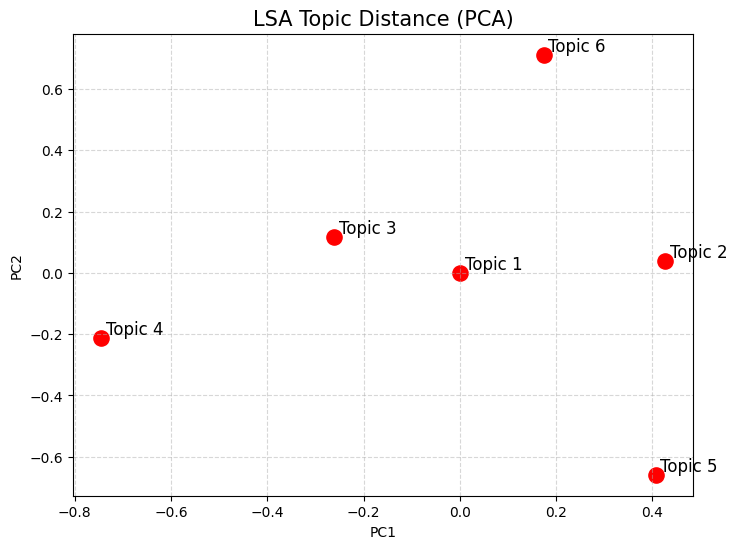 LSA Topic Distance (PCA)
Topic 6
Topic 3
Topic 2
Topic 1
Topic 4
Topic 5
0.6
0.4
0.2
0.0
−0.2
−0.4
−0.6
PC2
−0.8
−0.6
−0.4
−0.2
0.0
0.2
0.4
PC1